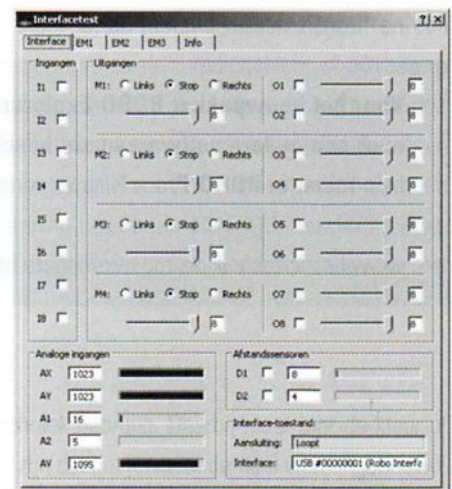 Interfacetest
Interface EM1 EM2 EM3 Info
Ingangen
I1
I2
I3
I4
I5
I6
I7
I8
Uitgangen
M1: Links Stop Rechts O1 8
8 O2 8
M2: Links Stop Rechts O3 8
8 O4 8
M3: Links Stop Rechts O5 8
8 O6 8
M4: Links Stop Rechts O7 8
8 O8 8
Analoge ingangen
AX 1023
AY 1023
A1 16
A2 5
AV 1095
Afstandssensoren
D1 8
D2 4
Interface-toestand:
Aansluiting: Loopt
Interface: USB #00000001 (Robo Interfa